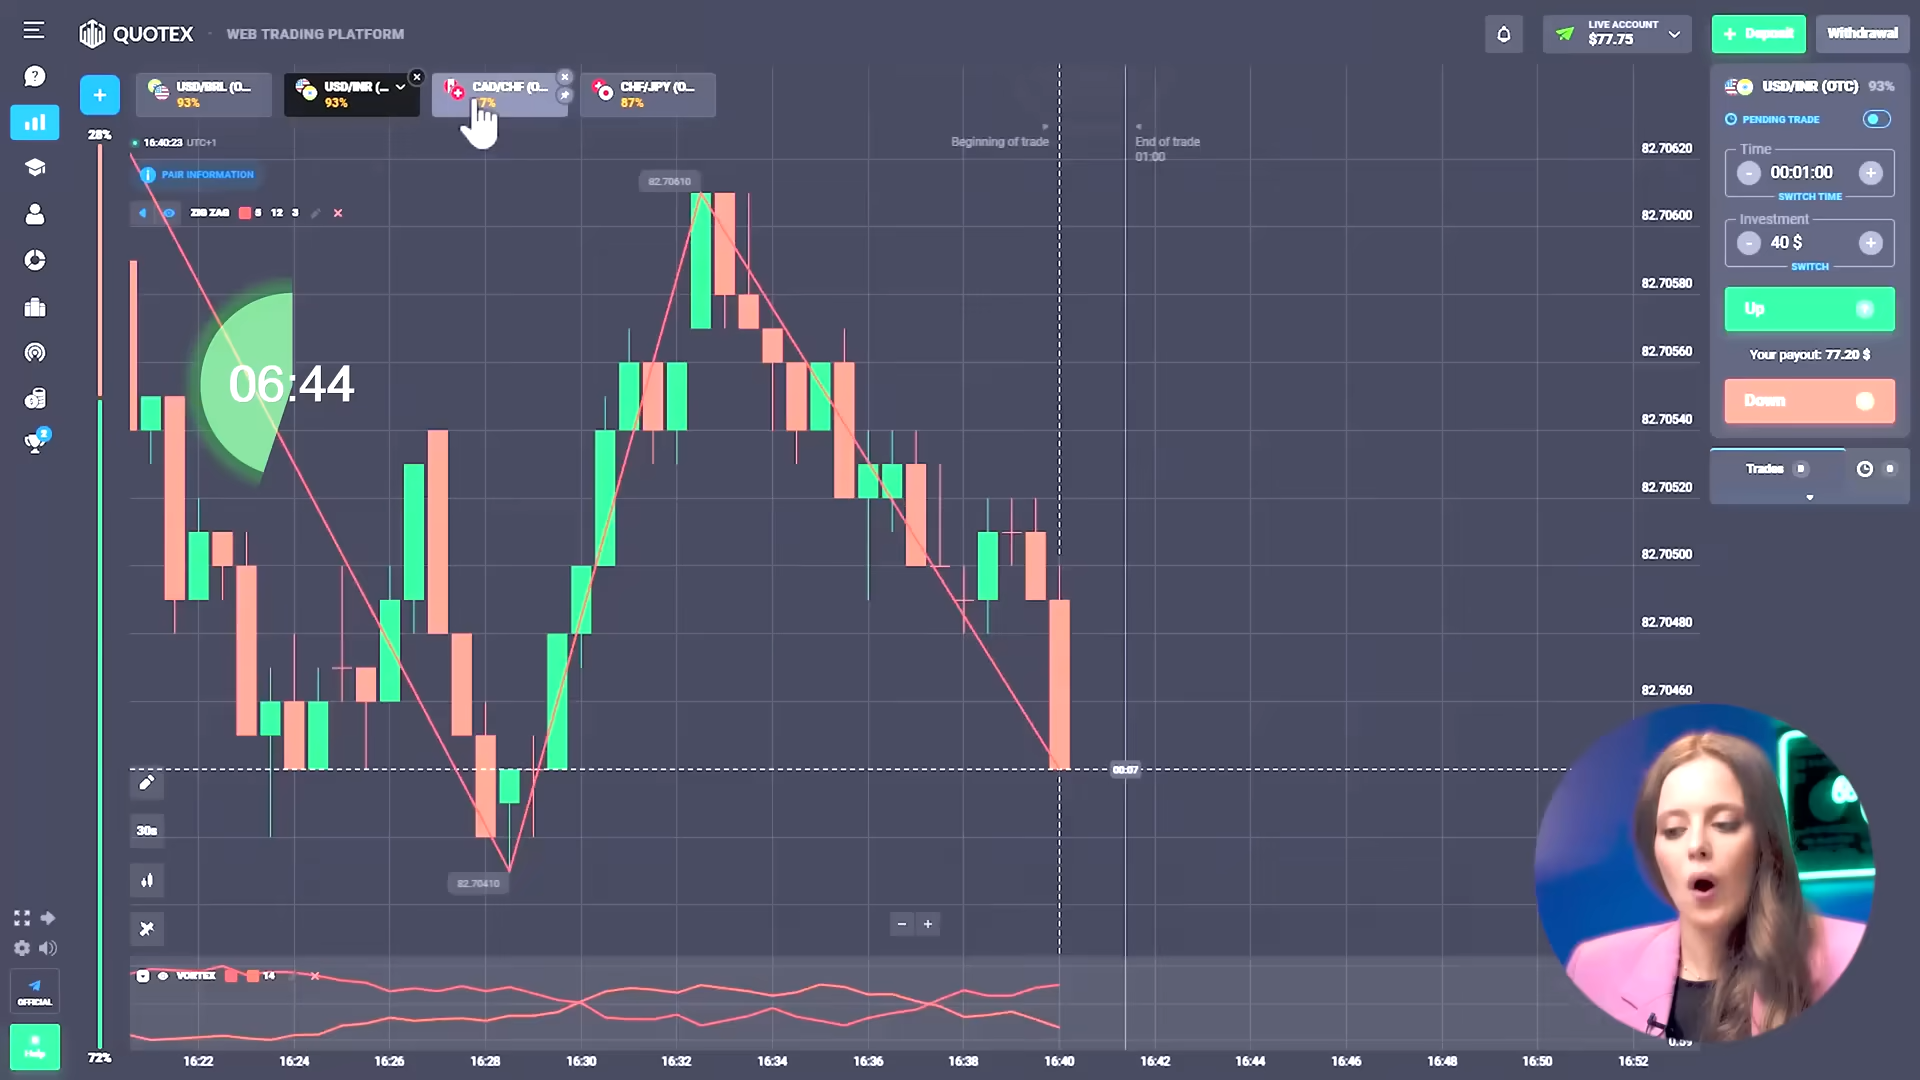 QUOTEX
WEB TRADING PLATFORM
LIVE ACCOUNT
$77.75
Deposit
Withdrawal
USD/BRL (O...
93%
USD/INR (...
93%
CAD/CHF (O...
7%
CHF/JPY (O...
87%
28%
16:40:23 UTC+1
PAIR INFORMATION
ZIG ZAG 5 12 3
06:44
82.70610
82.70410
Beginning of trade
End of trade
01:00
82.70620
82.70600
82.70580
82.70560
82.70540
82.70520
82.70500
82.70480
82.70460
00:07
USD/INR (OTC) 93%
PENDING TRADE
Time
- 00:01:00 +
SWITCH TIME
Investment
- 40 $ +
SWITCH
Up
Your payout: 77.20 $
Down
Trades
2
30s
- +
VORTEX 14
OFFICIAL
Help
72%
16:22 16:24 16:26 16:28 16:30 16:32 16:34 16:36 16:38 16:40 16:42 16:44 16:46 16:48 16:50 16:52